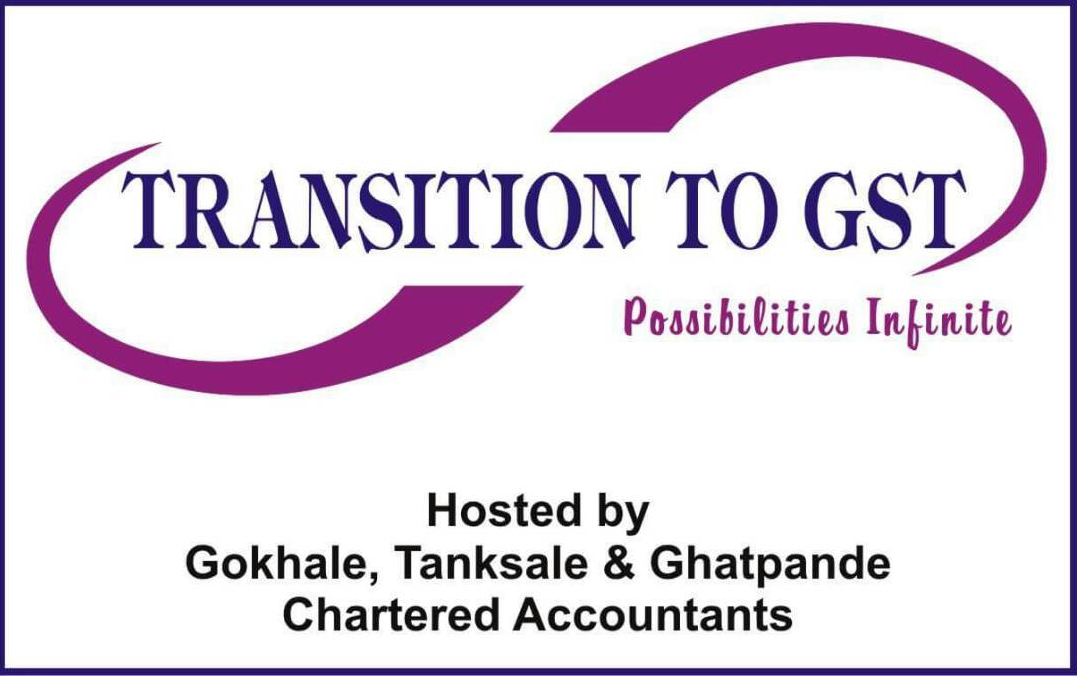 TRANSITION TO GST
Possibilities Infinite
Hosted by
Gokhale, Tanksale & Ghatpande
Chartered Accountants